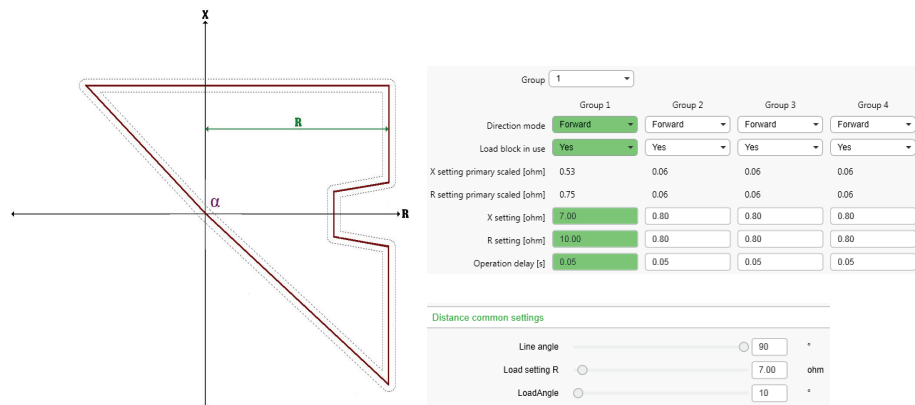 X
R
α
R
Group 1
Group 1 Group 2 Group 3 Group 4
Direction mode Forward Forward Forward Forward
Load block in use Yes Yes Yes Yes
X setting primary scaled [ohm] 0.53 0.06 0.06 0.06
R setting primary scaled [ohm] 0.75 0.06 0.06 0.06
X setting [ohm] 7.00 0.80 0.80 0.80
R setting [ohm] 10.00 0.80 0.80 0.80
Operation delay [s] 0.05 0.05 0.05 0.05
Distance common settings
Line angle 90 °
Load setting R 7.00 ohm
LoadAngle 10 °